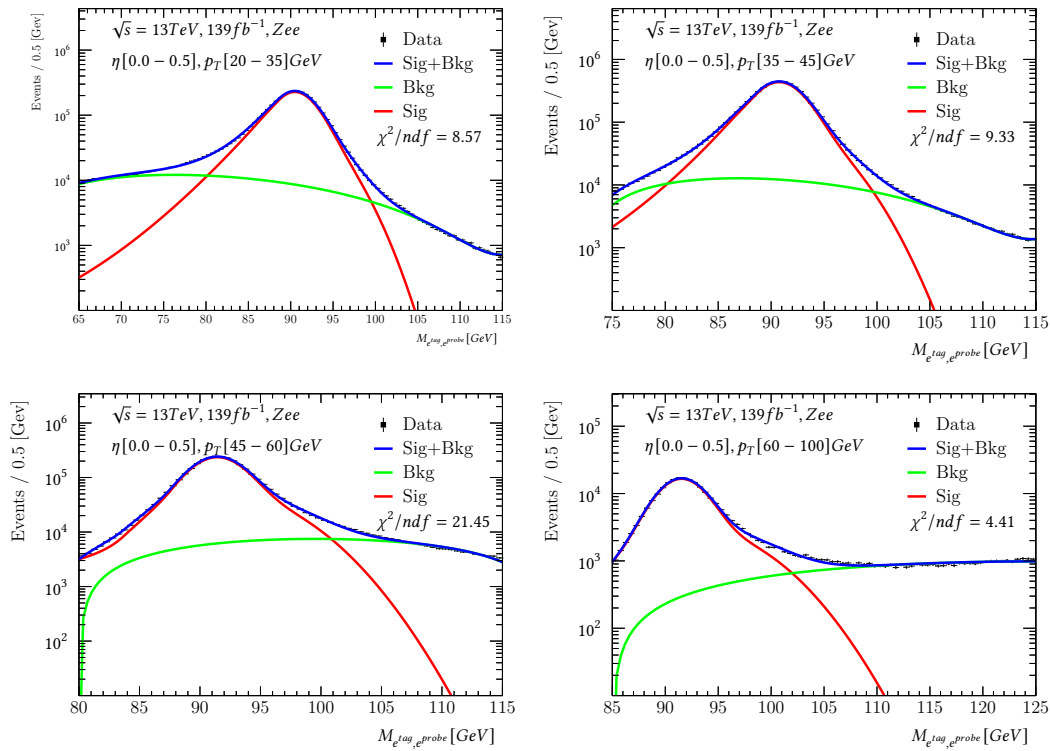 √s = 13TeV, 139fb⁻¹, Zee
η[0.0 − 0.5], p_T[20 − 35]GeV
Data
Sig+Bkg
Bkg
Sig
χ²/ndf = 8.57
Events / 0.5 [Gev]
10⁶
10⁵
10⁴
10³
65 70 75 80 85 90 95 100 105 110 115
M_{e^{tag},e^{probe}}[GeV]
√s = 13TeV, 139fb⁻¹, Zee
η[0.0 − 0.5], p_T[35 − 45]GeV
Data
Sig+Bkg
Bkg
Sig
χ²/ndf = 9.33
Events / 0.5 [Gev]
10⁶
10⁵
10⁴
10³
75 80 85 90 95 100 105 110 115
M_{e^{tag},e^{probe}}[GeV]
√s = 13TeV, 139fb⁻¹, Zee
η[0.0 − 0.5], p_T[45 − 60]GeV
Data
Sig+Bkg
Bkg
Sig
χ²/ndf = 21.45
Events / 0.5 [Gev]
10⁶
10⁵
10⁴
10³
10²
80 85 90 95 100 105 110 115
M_{e^{tag},e^{probe}}[GeV]
√s = 13TeV, 139fb⁻¹, Zee
η[0.0 − 0.5], p_T[60 − 100]GeV
Data
Sig+Bkg
Bkg
Sig
χ²/ndf = 4.41
Events / 0.5 [Gev]
10⁵
10⁴
10³
10²
85 90 95 100 105 110 115 120 125
M_{e^{tag},e^{probe}}[GeV]